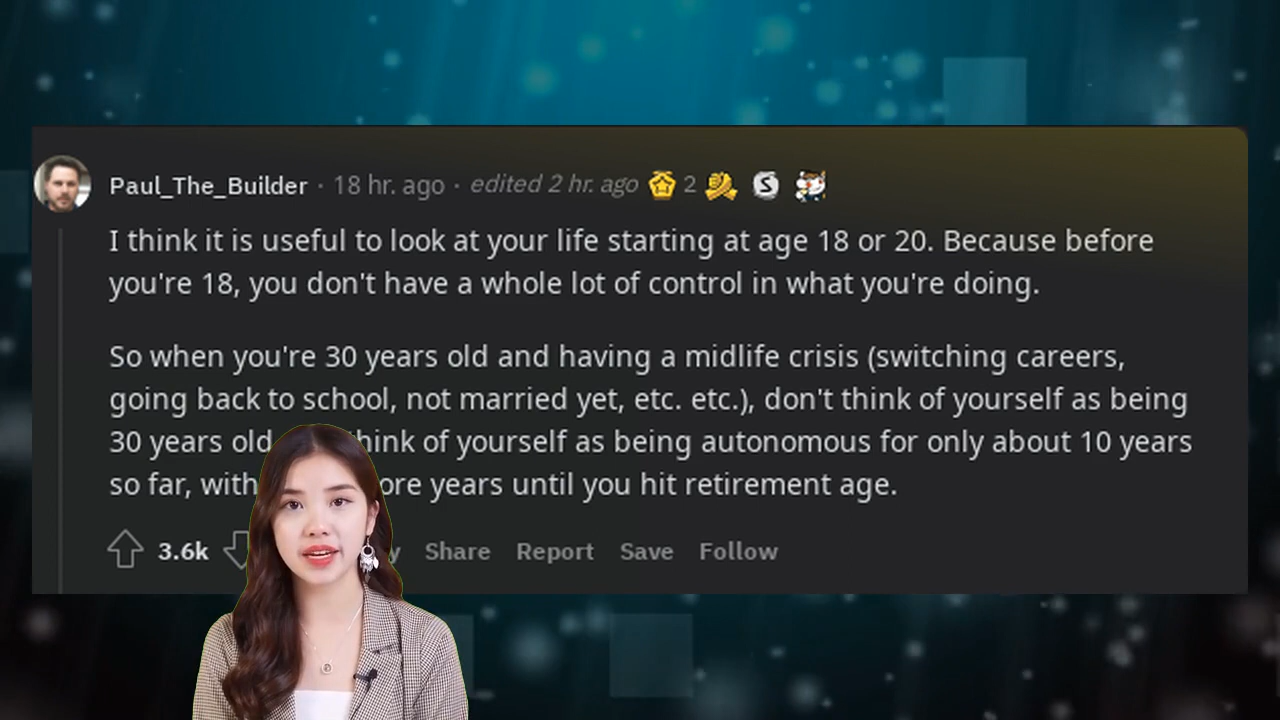 Paul_The_Builder · 18 hr. ago · edited 2 hr. ago 2
I think it is useful to look at your life starting at age 18 or 20. Because before
you're 18, you don't have a whole lot of control in what you're doing.
So when you're 30 years old and having a midlife crisis (switching careers,
going back to school, not married yet, etc. etc.), don't think of yourself as being
30 years old think of yourself as being autonomous for only about 10 years
so far, with years until you hit retirement age.
3.6k Share Report Save Follow